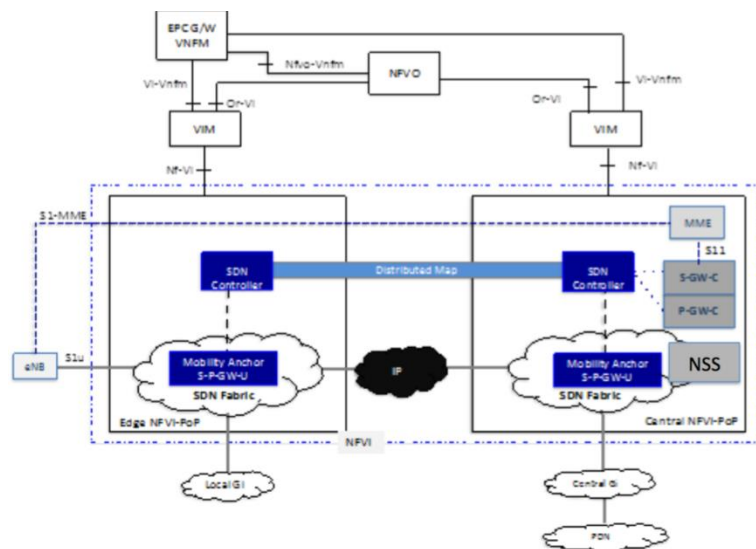 EPCG/W
VNFM
Nfvo-Vnfm
NFVO
Vi-Vnfm
Vi-Vnfm
Or-Vi
Or-Vi
VIM
VIM
Nf-Vi
Nf-Vi
S1-MME
MME
S11
SDN
Controller
Distributed Map
SDN
Controller
S-GW-C
P-GW-C
S1u
eNB
Mobility Anchor
S-P-GW-U
SDN Fabric
IP
Mobility Anchor
S-P-GW-U
SDN Fabric
NSS
Edge NFVI-PoP
Central NFVI-PoP
NFVI
Local Gi
Central Gi
PDN